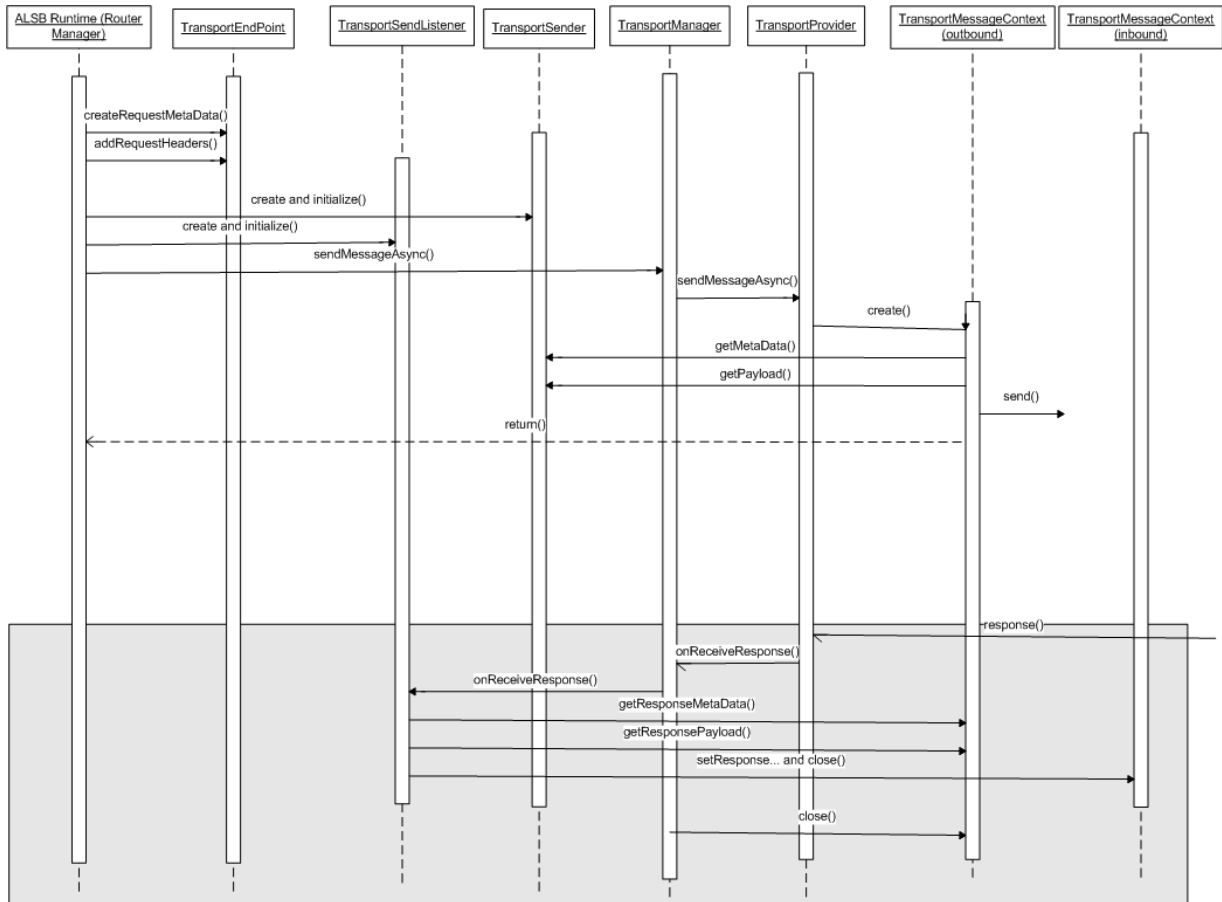 ALSB Runtime (Router
Manager)
TransportEndPoint
TransportSendListener
TransportSender
TransportManager
TransportProvider
TransportMessageContext
(outbound)
TransportMessageContext
(inbound)
createRequestMetaData()
addRequestHeaders()
create and initialize()
create and initialize()
sendMessageAsync()
sendMessageAsync()
create()
getMetaData()
getPayload()
send()
return()
response()
onReceiveResponse()
onReceiveResponse()
getResponseMetaData()
getResponsePayload()
setResponse... and close()
close()